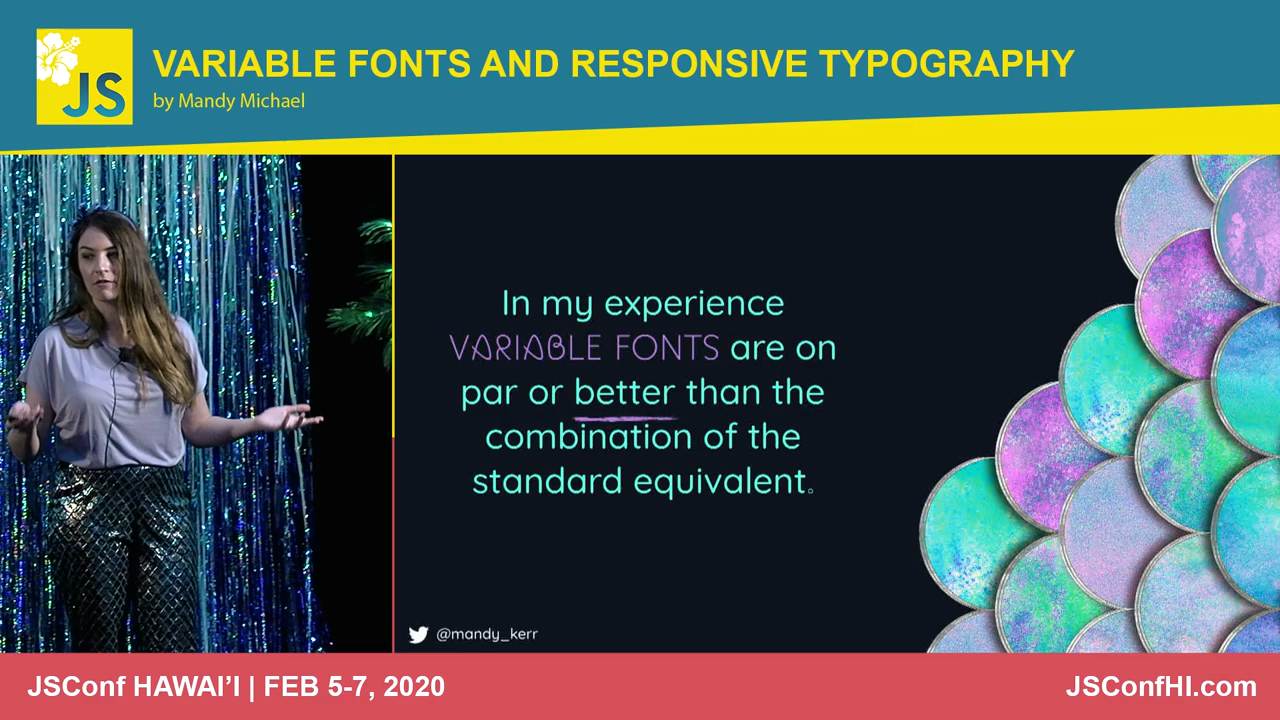 JS
VARIABLE FONTS AND RESPONSIVE TYPOGRAPHY
by Mandy Michael
In my experience
VARIABLE FONTS are on
par or better than the
combination of the
standard equivalent.
@mandy_kerr
JSConf HAWAI’I | FEB 5-7, 2020
JSConfHI.com